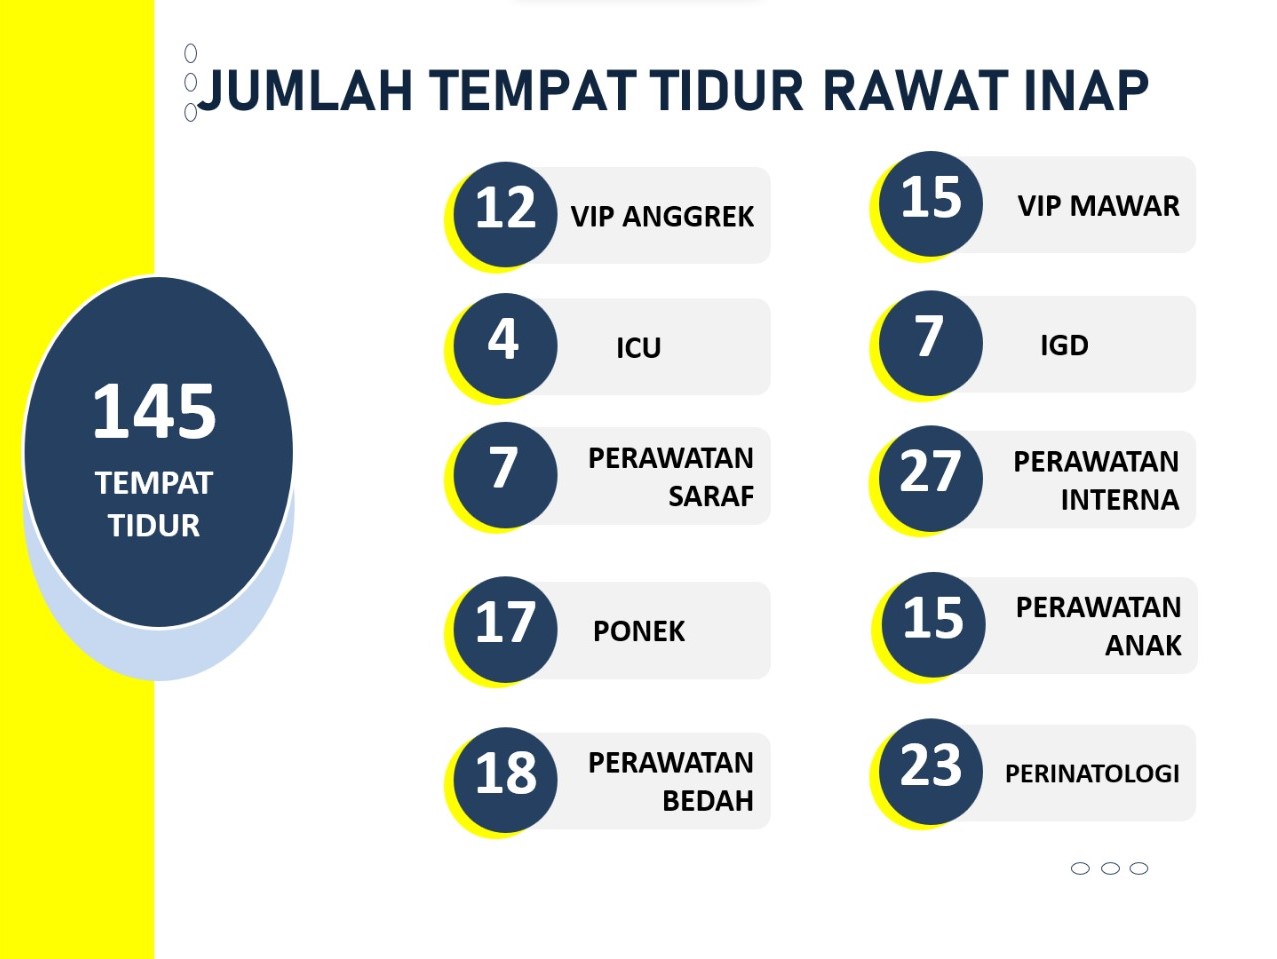 JUMLAH TEMPAT TIDUR RAWAT INAP
145
TEMPAT
TIDUR
12
VIP ANGGREK
4
ICU
7
PERAWATAN
SARAF
17
PONEK
18
PERAWATAN
BEDAH
15
VIP MAWAR
7
IGD
27
PERAWATAN
INTERNA
15
PERAWATAN
ANAK
23
PERINATOLOGI